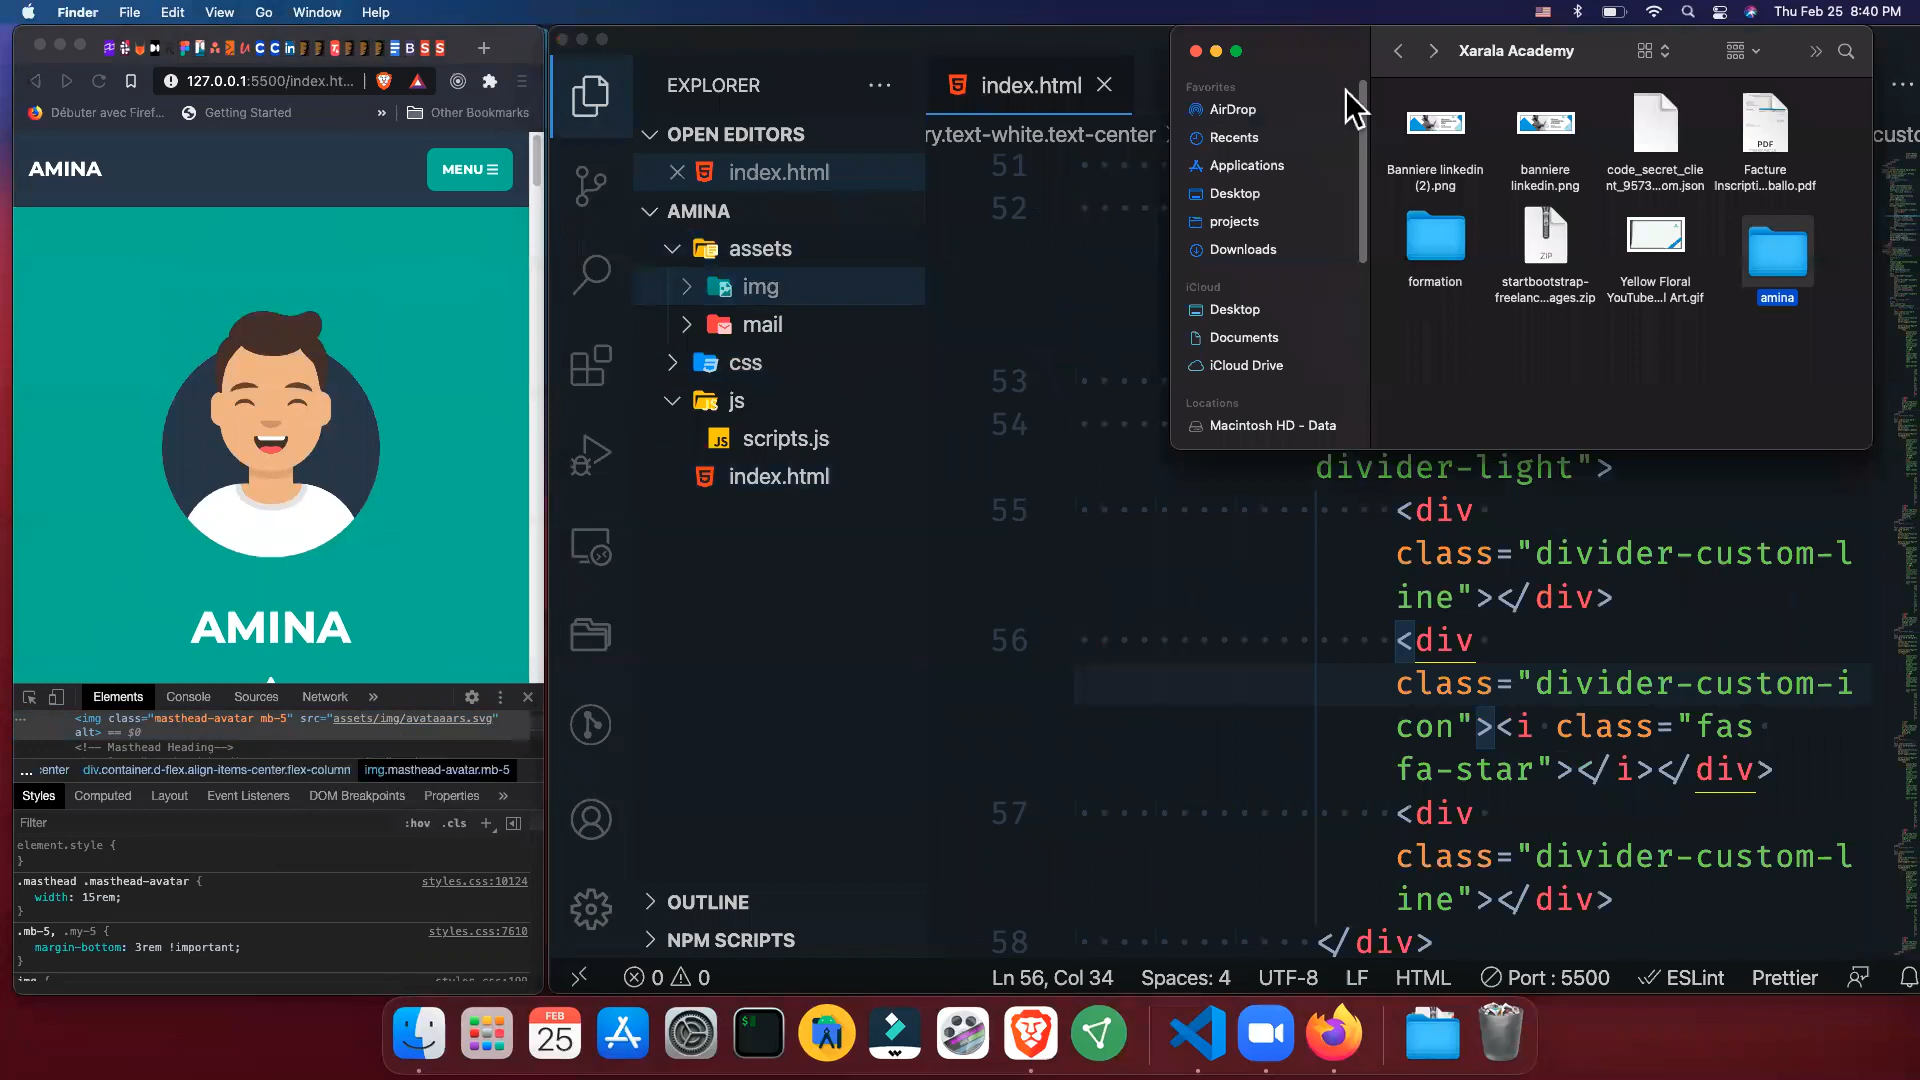 Finder File Edit View Go Window Help
Thu Feb 25 8:40 PM
127.0.0.1:5500/index.ht...
Débuter avec Firef... Getting Started » Other Bookmarks
AMINA
MENU
AMINA
Elements Console Sources Network »
<img class="masthead-avatar mb-5" src="assets/img/avataaars.svg"
alt> == $0
<!-- Masthead Heading-->
... center div.container.d-flex.align-items-center.flex-column img.masthead-avatar.mb-5
Styles Computed Layout Event Listeners DOM Breakpoints Properties »
Filter :hov .cls +
element.style {
}
.masthead .masthead-avatar { styles.css:10124
width: 15rem;
}
.mb-5, .my-5 { styles.css:7610
margin-bottom: 3rem !important;
}
EXPLORER ...
OPEN EDITORS
index.html
AMINA
assets
img
mail
css
js
JS scripts.js
index.html
OUTLINE
NPM SCRIPTS
index.html
ry.text-white.text-center
custo
51
52
53
54
divider-light">
55 <div
class="divider-custom-l
ine"></div>
56 <div
class="divider-custom-i
con"><i class="fas
fa-star"></i></div>
57 <div
class="divider-custom-l
ine"></div>
58 </div>
0 0
Ln 56, Col 34 Spaces: 4 UTF-8 LF HTML Port : 5500 ESLint Prettier
Xarala Academy
Favorites
AirDrop
Recents
Applications
Desktop
projects
Downloads
iCloud
Desktop
Documents
iCloud Drive
Locations
Macintosh HD - Data
Banniere linkedin
(2).png
banniere
linkedin.png
code_secret_clie
nt_9573...om.json
PDF
Facture
Inscripti...ballo.pdf
formation
ZIP
startbootstrap-
freelanc...ages.zip
Yellow Floral
YouTube...l Art.gif
amina
FEB
25